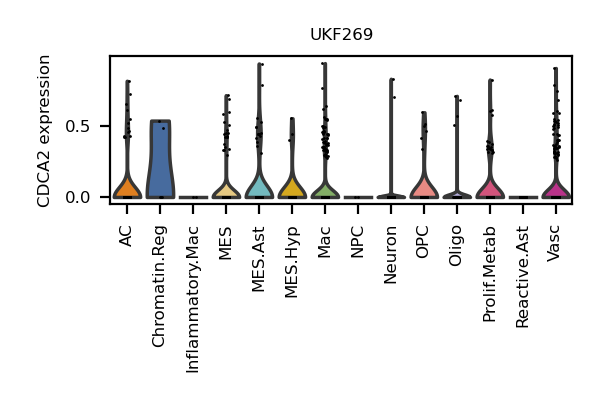 UKF269
CDCA2 expression
0.5
0.0
AC
Chromatin.Reg
Inflammatory.Mac
MES
MES.Ast
MES.Hyp
Mac
NPC
Neuron
OPC
Oligo
Prolif.Metab
Reactive.Ast
Vasc